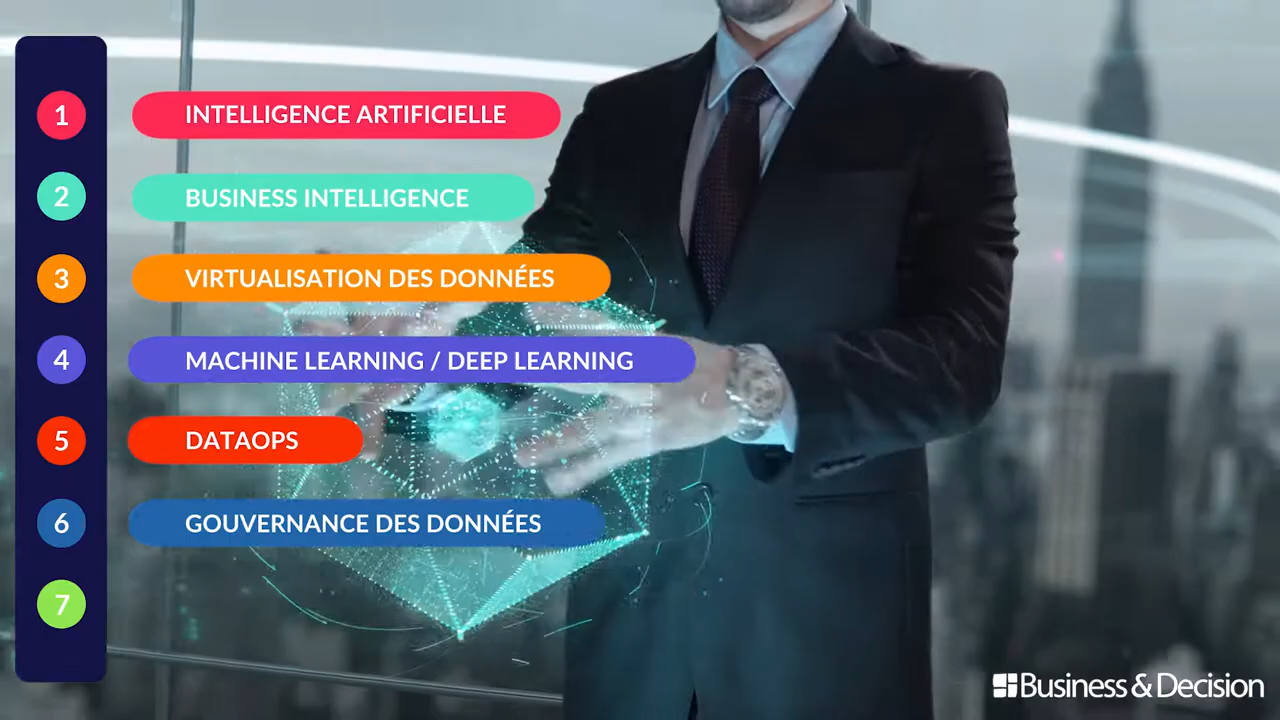 1 INTELLIGENCE ARTIFICIELLE
2 BUSINESS INTELLIGENCE
3 VIRTUALISATION DES DONNÉES
4 MACHINE LEARNING / DEEP LEARNING
5 DATAOPS
6 GOUVERNANCE DES DONNÉES
7
Business & Decision